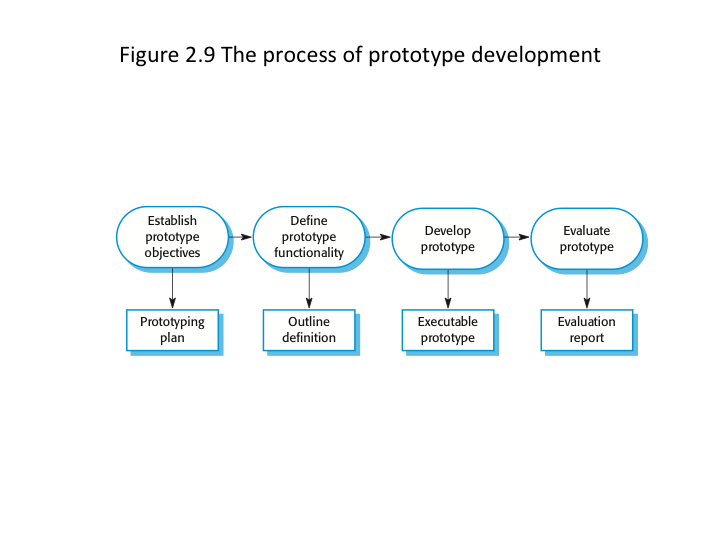 Figure 2.9 The process of prototype development
Establish
prototype
objectives
Define
prototype
functionality
Develop
prototype
Evaluate
prototype
Prototyping
plan
Outline
definition
Executable
prototype
Evaluation
report